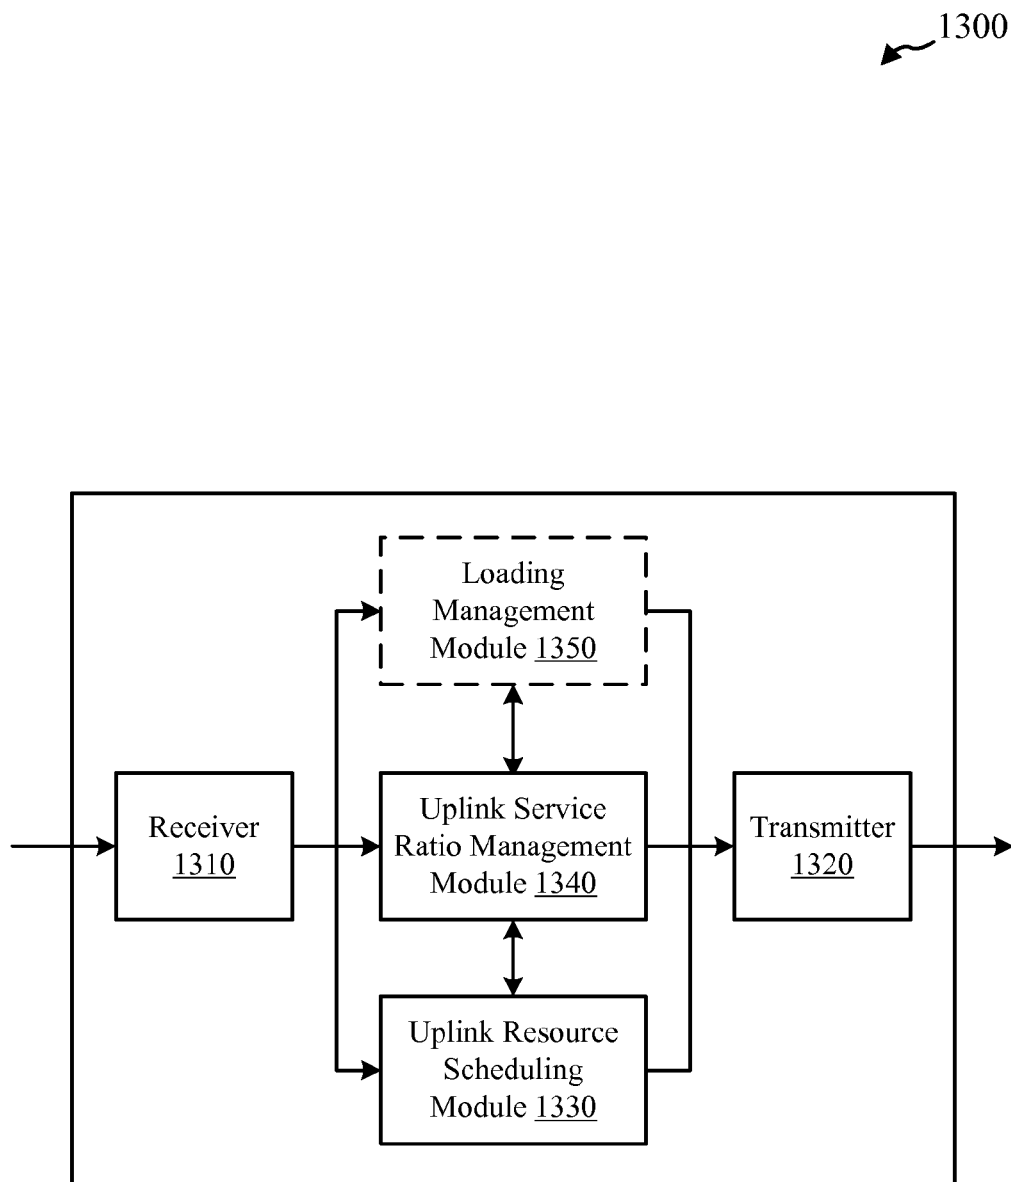 1300
Loading
Management
Module 1350
Receiver
1310
Uplink Service
Ratio Management
Module 1340
Transmitter
1320
Uplink Resource
Scheduling
Module 1330